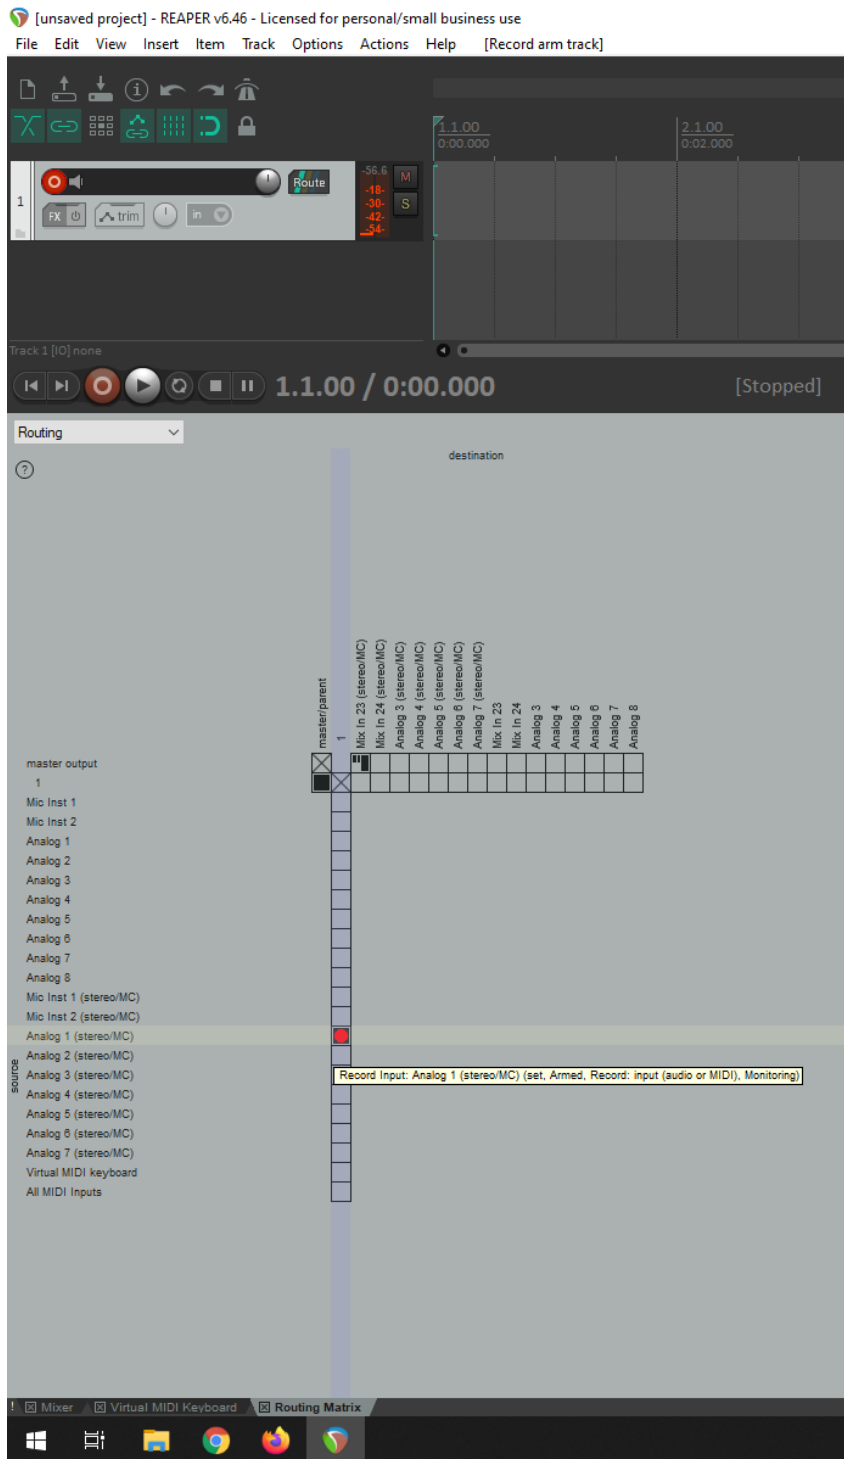 [unsaved project] - REAPER v6.46 - Licensed for personal/small business use
File Edit View Insert Item Track Options Actions Help [Record arm track]
1.1.00
0:00.000
2.1.00
0:02.000
1
Route
FX
trim
in
-56.6
-18-
-30-
-42-
-54-
M
S
Track 1 [IO] none
1.1.00 / 0:00.000
[Stopped]
Routing
?
destination
master/parent
1
Mix In 23 (stereo/MC)
Mix In 24 (stereo/MC)
Analog 3 (stereo/MC)
Analog 4 (stereo/MC)
Analog 5 (stereo/MC)
Analog 6 (stereo/MC)
Analog 7 (stereo/MC)
Mix In 23
Mix In 24
Analog 3
Analog 4
Analog 5
Analog 6
Analog 7
Analog 8
source
master output
1
Mic Inst 1
Mic Inst 2
Analog 1
Analog 2
Analog 3
Analog 4
Analog 5
Analog 6
Analog 7
Analog 8
Mic Inst 1 (stereo/MC)
Mic Inst 2 (stereo/MC)
Analog 1 (stereo/MC)
Analog 2 (stereo/MC)
Analog 3 (stereo/MC)
Record Input: Analog 1 (stereo/MC) (set, Armed, Record: input (audio or MIDI), Monitoring)
Analog 4 (stereo/MC)
Analog 5 (stereo/MC)
Analog 6 (stereo/MC)
Analog 7 (stereo/MC)
Virtual MIDI keyboard
All MIDI Inputs
! Mixer Virtual MIDI Keyboard Routing Matrix